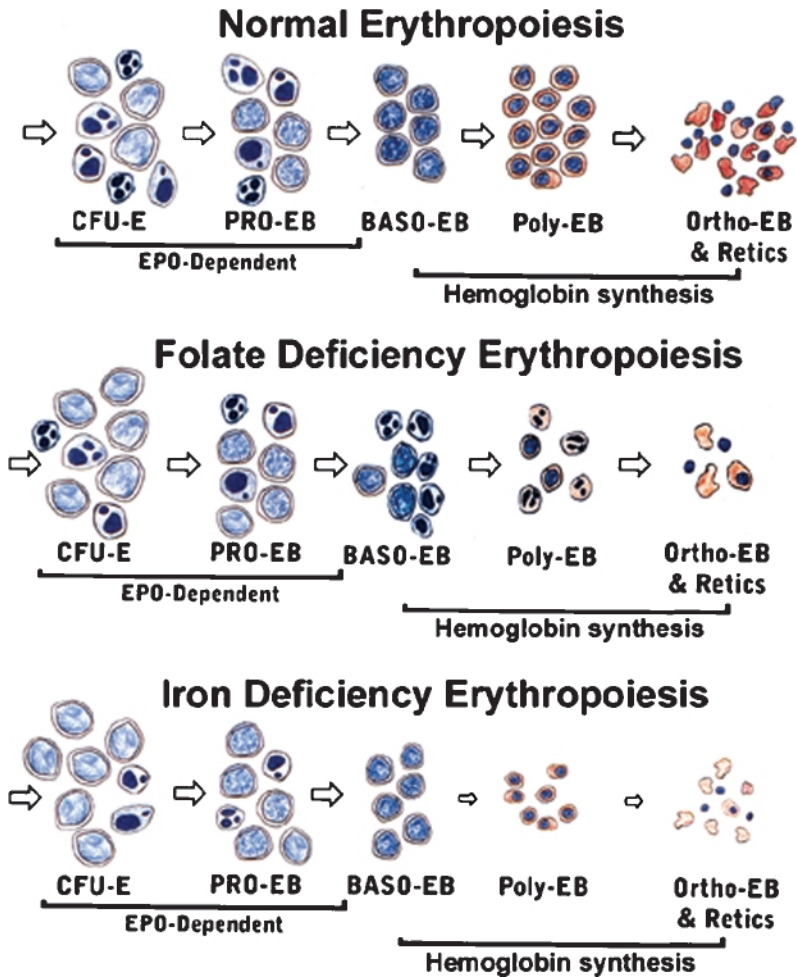 Normal Erythropoiesis
CFU-E PRO-EB BASO-EB Poly-EB Ortho-EB
& Retics
EPO-Dependent
Hemoglobin synthesis
Folate Deficiency Erythropoiesis
CFU-E PRO-EB BASO-EB Poly-EB Ortho-EB
& Retics
EPO-Dependent
Hemoglobin synthesis
Iron Deficiency Erythropoiesis
CFU-E PRO-EB BASO-EB Poly-EB Ortho-EB
& Retics
EPO-Dependent
Hemoglobin synthesis